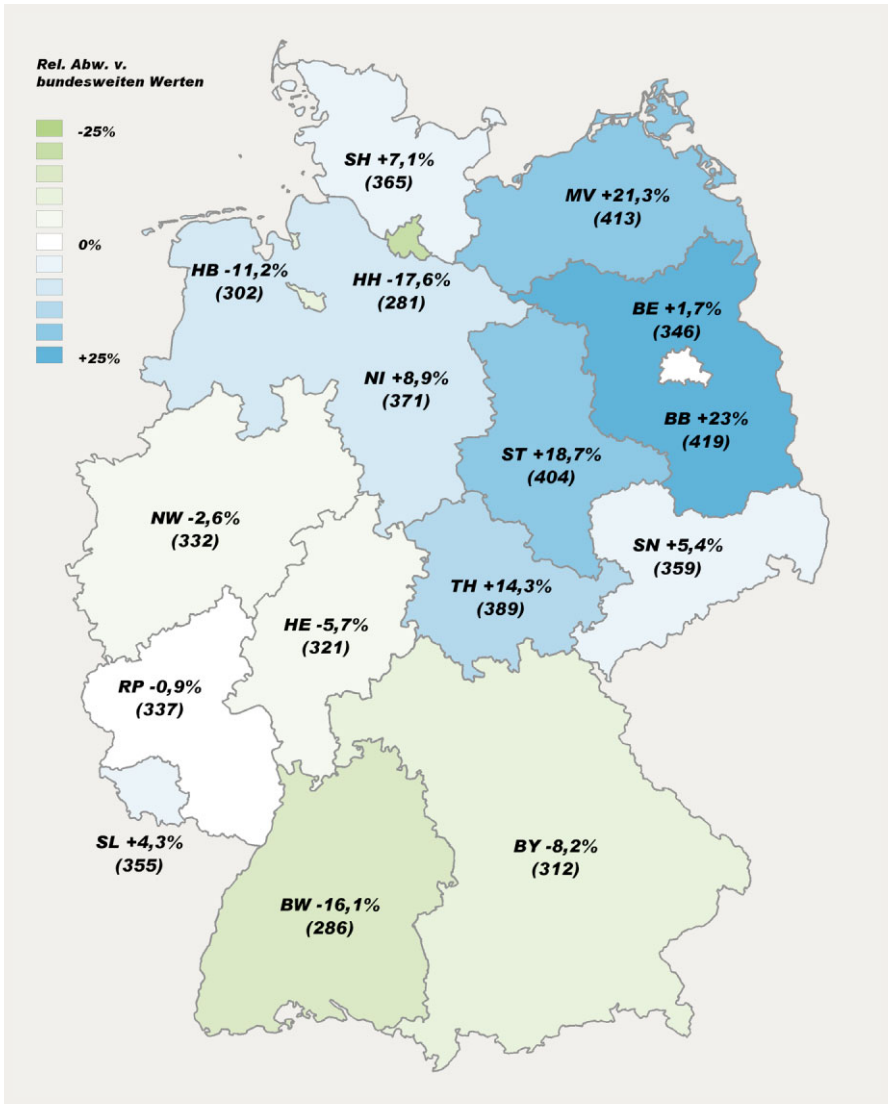 Rel. Abw. v.
bundesweiten Werten
-25%
0%
+25%
SH +7,1%
(365)
MV +21,3%
(413)
HB -11,2%
(302)
HH -17,6%
(281)
BE +1,7%
(346)
NI +8,9%
(371)
BB +23%
(419)
ST +18,7%
(404)
NW -2,6%
(332)
SN +5,4%
(359)
TH +14,3%
(389)
HE -5,7%
(321)
RP -0,9%
(337)
SL +4,3%
(355)
BY -8,2%
(312)
BW -16,1%
(286)